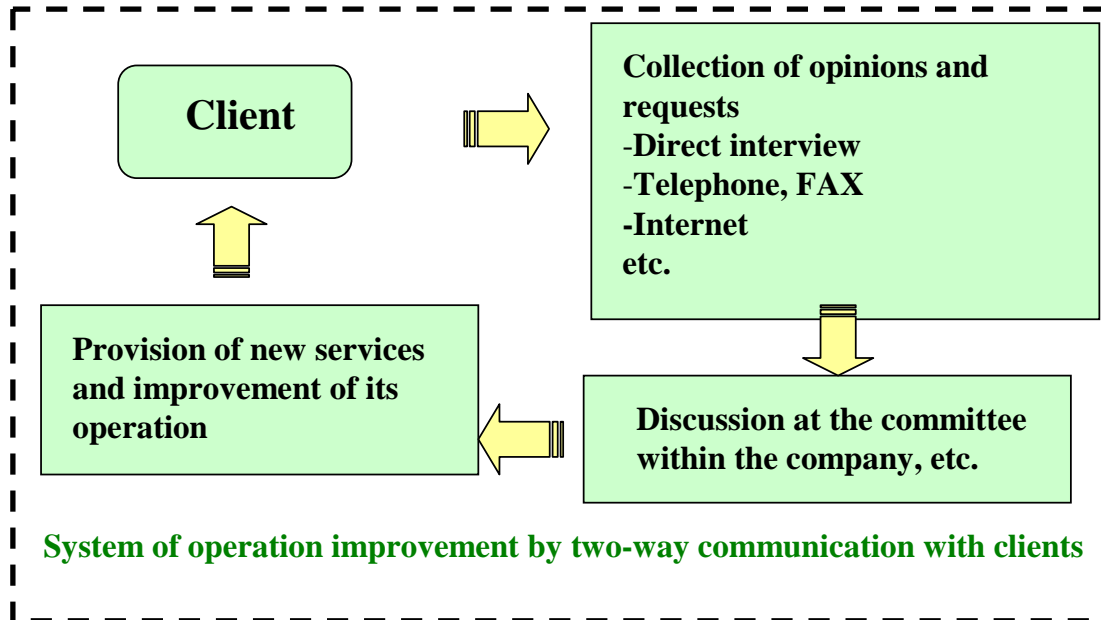 Client
Collection of opinions and
requests
-Direct interview
-Telephone, FAX
-Internet
etc.
Discussion at the committee
within the company, etc.
Provision of new services
and improvement of its
operation
System of operation improvement by two-way communication with clients